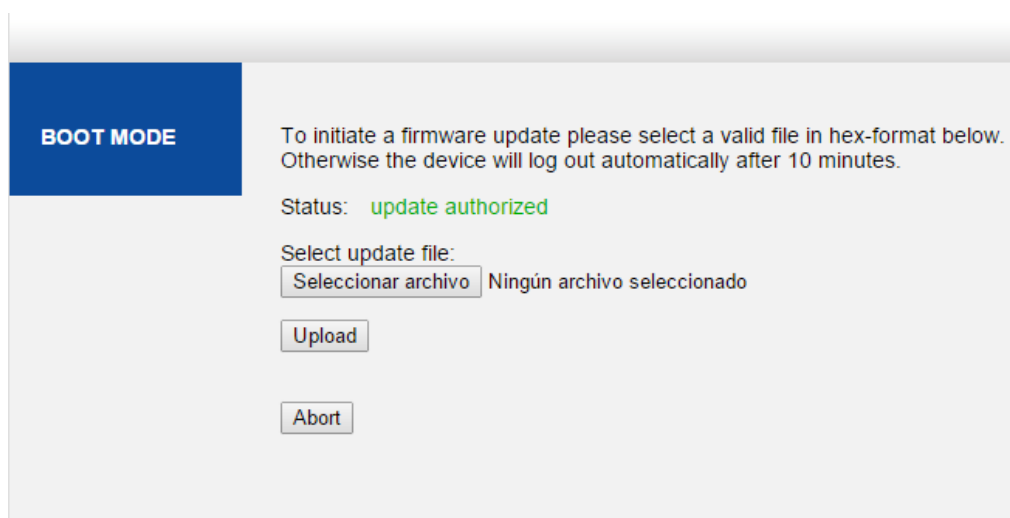 BOOT MODE
To initiate a firmware update please select a valid file in hex-format below.
Otherwise the device will log out automatically after 10 minutes.
Status: update authorized
Select update file:
Seleccionar archivo Ningún archivo seleccionado
Upload
Abort